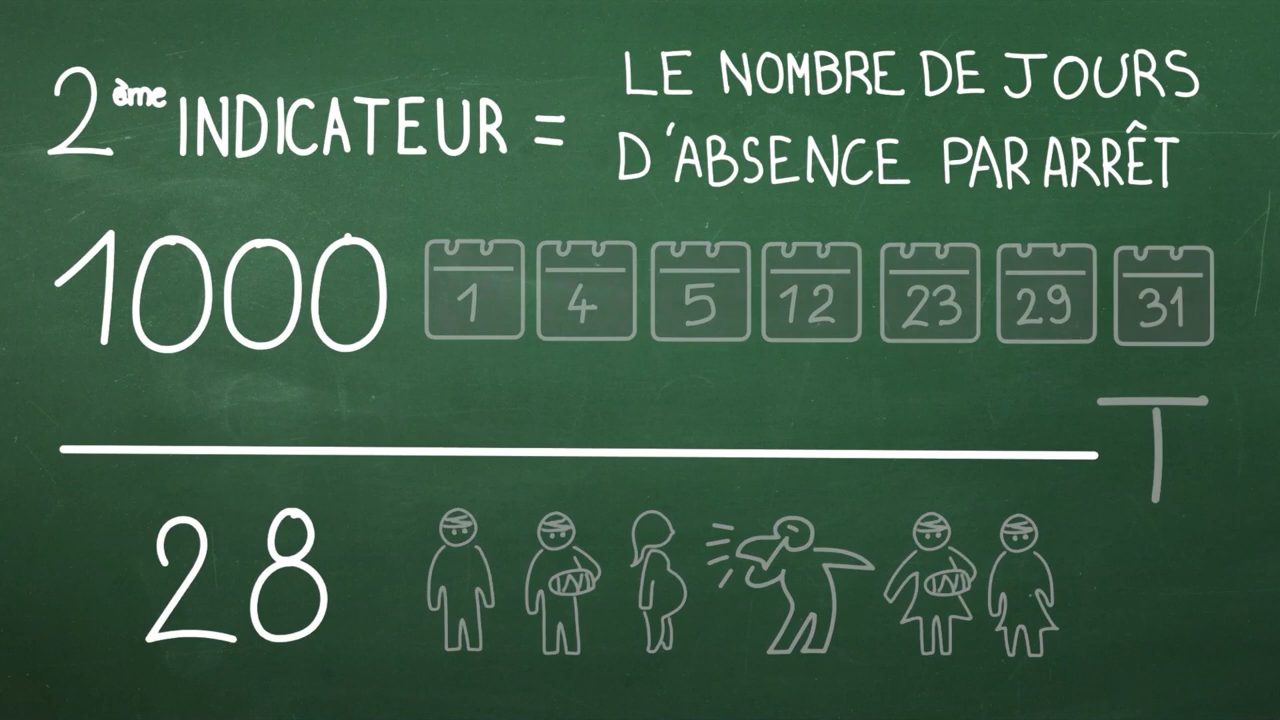 2ème INDICATEUR =
LE NOMBRE DE JOURS
D'ABSENCE PAR ARRÊT
1000
1 4 5 12 23 29 31
T
28